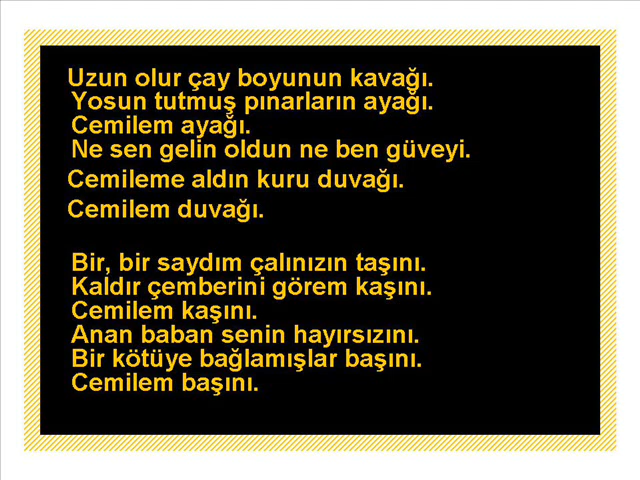 Uzun olur çay boyunun kavağı.
Yosun tutmuş pınarların ayağı.
Cemilem ayağı.
Ne sen gelin oldun ne ben güveyi.
Cemileme aldın kuru duvağı.
Cemilem duvağı.
Bir, bir saydım çalınızın taşını.
Kaldır çemberini görem kaşını.
Cemilem kaşını.
Anan baban senin hayırsızını.
Bir kötüye bağlamışlar başını.
Cemilem başını.